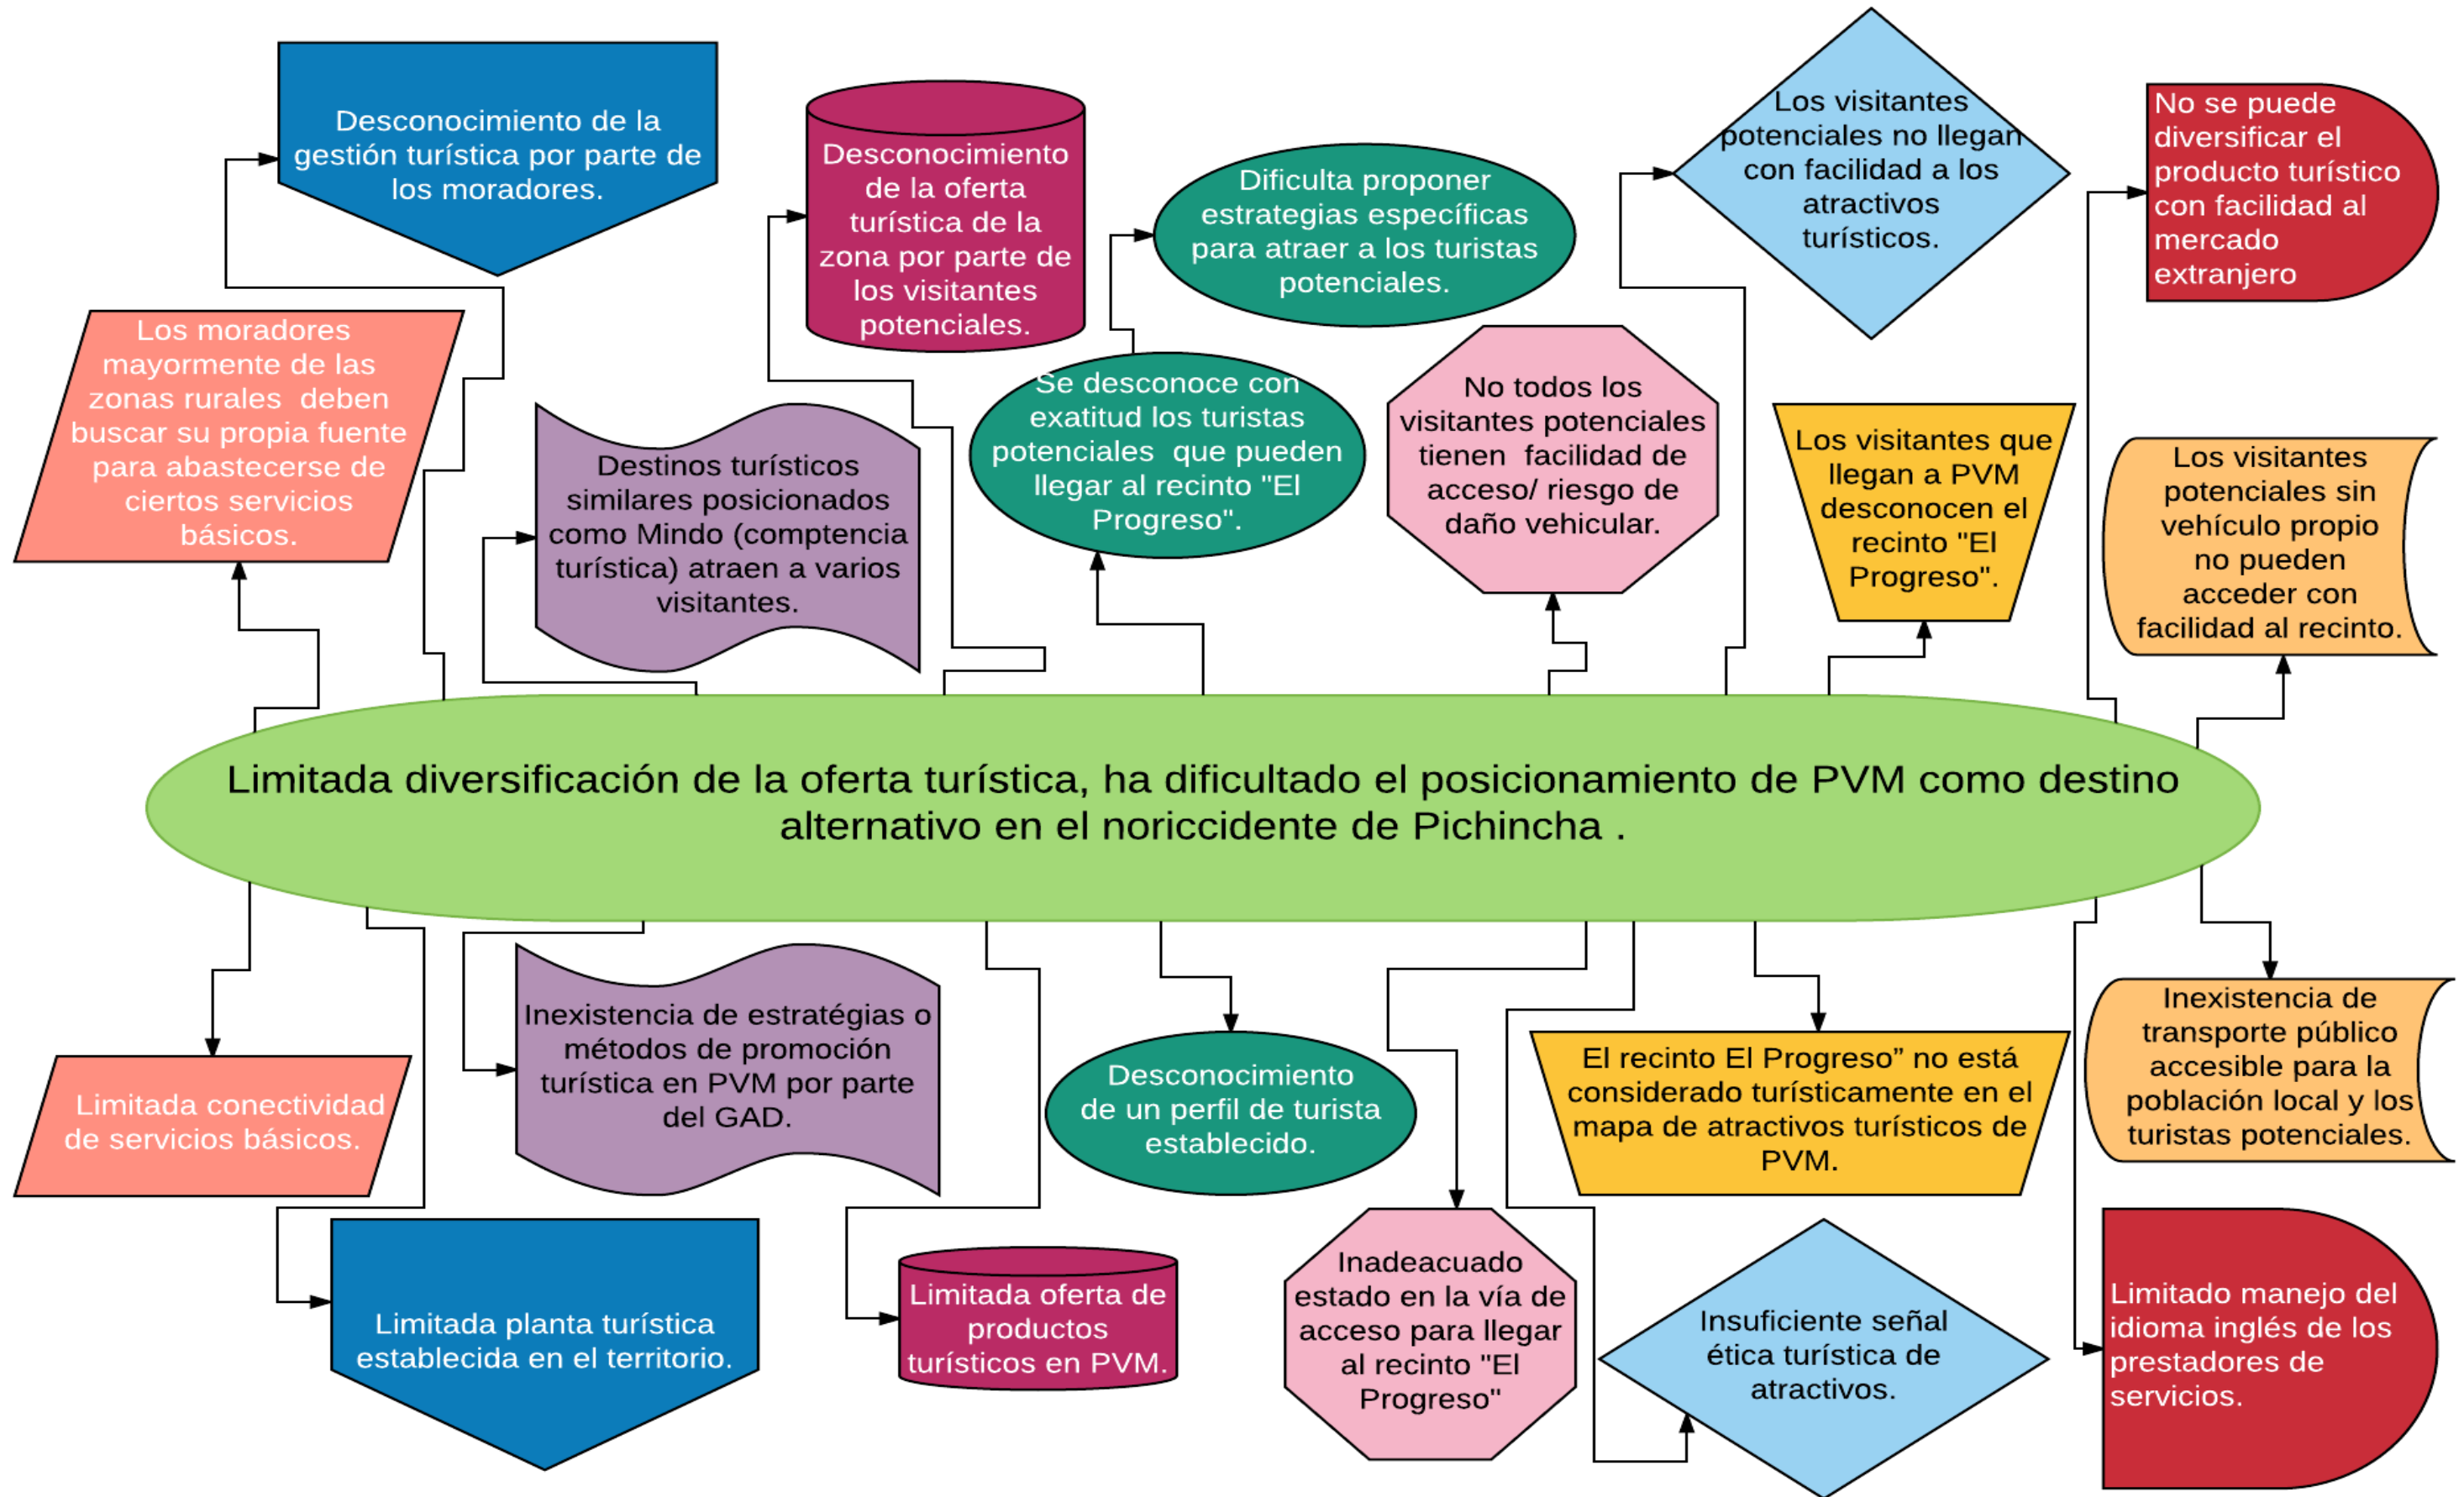 Desconocimiento de la
gestión turística por parte de
los moradores.
Desconocimiento
de la oferta
turística de la
zona por parte de
los visitantes
potenciales.
Dificulta proponer
estrategias específicas
para atraer a los turistas
potenciales.
Los visitantes
potenciales no llegan
con facilidad a los
atractivos
turísticos.
No se puede
diversificar el
producto turístico
con facilidad al
mercado
extranjero
Los moradores
mayormente de las
zonas rurales deben
buscar su propia fuente
para abastecerse de
ciertos servicios
básicos.
Destinos turísticos
similares posicionados
como Mindo (comptencia
turística) atraen a varios
visitantes.
Se desconoce con
exatitud los turistas
potenciales que pueden
llegar al recinto "El
Progreso".
No todos los
visitantes potenciales
tienen facilidad de
acceso/ riesgo de
daño vehicular.
Los visitantes que
llegan a PVM
desconocen el
recinto "El
Progreso".
Los visitantes
potenciales sin
vehículo propio
no pueden
acceder con
facilidad al recinto.
Limitada diversificación de la oferta turística, ha dificultado el posicionamiento de PVM como destino
alternativo en el noriccidente de Pichincha .
Limitada conectividad
de servicios básicos.
Inexistencia de estratégias o
métodos de promoción
turística en PVM por parte
del GAD.
Desconocimiento
de un perfil de turista
establecido.
El recinto El Progreso” no está
considerado turísticamente en el
mapa de atractivos turísticos de
PVM.
Inexistencia de
transporte público
accesible para la
población local y los
turistas potenciales.
Limitada planta turística
establecida en el territorio.
Limitada oferta de
productos
turísticos en PVM.
Inadeacuado
estado en la vía de
acceso para llegar
al recinto "El
Progreso"
Insuficiente señal
ética turística de
atractivos.
Limitado manejo del
idioma inglés de los
prestadores de
servicios.